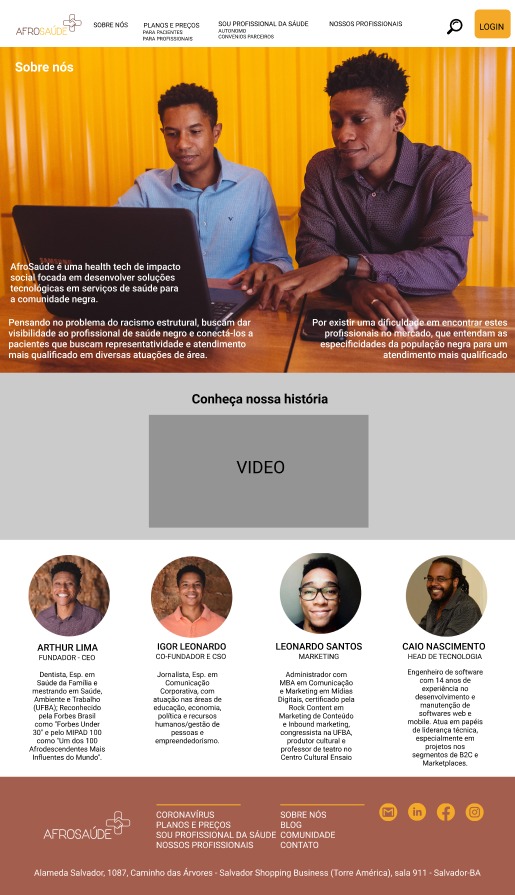 AFROSAÚDE
SOBRE NÓS
PLANOS E PREÇOS
PARA PACIENTES
PARA PROFISSIONAIS
SOU PROFISSIONAL DA SAÚDE
AUTONOMO
CONVENIOS PARCEIROS
NOSSOS PROFISSIONAIS
LOGIN
Sobre nós
AfroSaúde é uma health tech de impacto
social focada em desenvolver soluções
tecnológicas em serviços de saúde para
a comunidade negra.
Pensando no problema do racismo estrutural, buscam dar
visibilidade ao profissional de saúde negro e conectá-los a
pacientes que buscam representatividade e atendimento
mais qualificado em diversas atuações de área.
Por existir uma dificuldade em encontrar estes
profissionais no mercado, que entendam as
especificidades da população negra para um
atendimento mais qualificado
Conheça nossa história
VIDEO
ARTHUR LIMA
FUNDADOR - CEO
Dentista, Esp. em
Saúde da Família e
mestrando em Saúde,
Ambiente e Trabalho
(UFBA); Reconhecido
pela Forbes Brasil
como "Forbes Under
30" e pelo MIPAD 100
como "Um dos 100
Afrodescendentes Mais
Influentes do Mundo".
IGOR LEONARDO
CO-FUNDADOR E CSO
Jornalista, Esp. em
Comunicação
Corporativa, com
atuação nas áreas de
educação, economia,
política e recursos
humanos/gestão de
pessoas e
empreendedorismo.
LEONARDO SANTOS
MARKETING
Administrador com
MBA em Comunicação
e Marketing em Mídias
Digitais, certificado pela
Rock Content em
Marketing de Conteúdo
e Inbound marketing,
congressista na UFBA,
produtor cultural e
professor de teatro no
Centro Cultural Ensaio
CAIO NASCIMENTO
HEAD DE TECNOLOGIA
Engenheiro de software
com 14 anos de
experiência no
desenvolvimento e
manutenção de
softwares web e
mobile. Atua em papéis
de liderança técnica,
especialmente em
projetos nos
segmentos de B2C e
Marketplaces.
AFROSAÚDE
CORONAVÍRUS
PLANOS E PREÇOS
SOU PROFISSIONAL DA SAÚDE
NOSSOS PROFISSIONAIS
SOBRE NÓS
BLOG
COMUNIDADE
CONTATO
Alameda Salvador, 1087, Caminho das Árvores - Salvador Shopping Business (Torre América), sala 911 - Salvador-BA